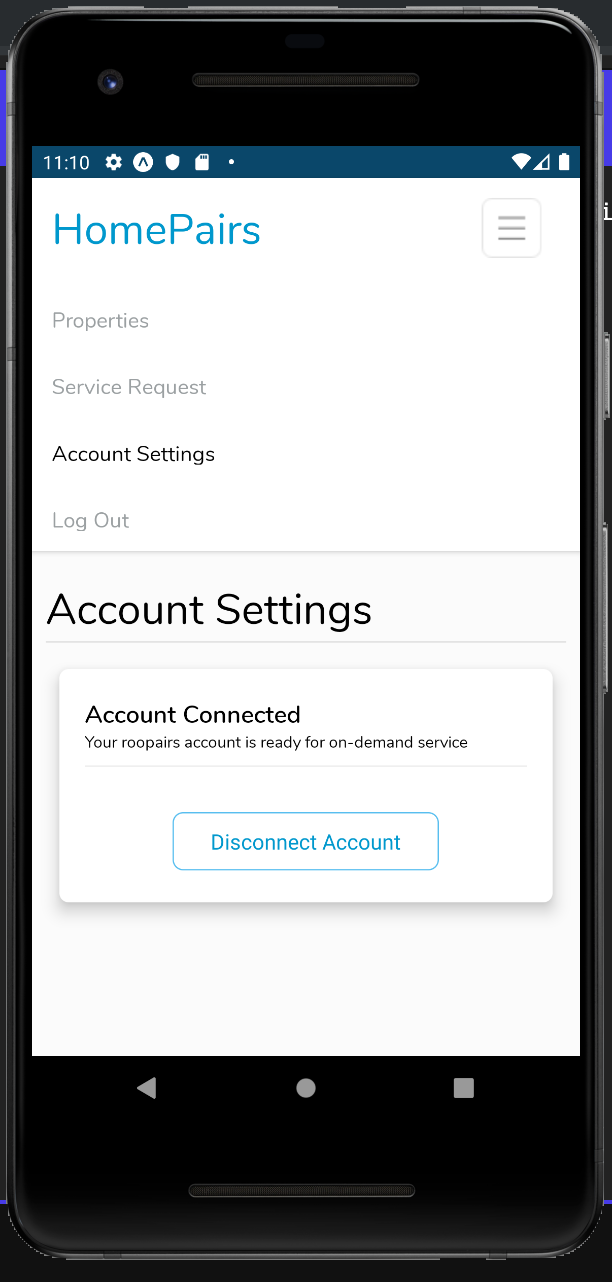 11:10
HomePairs
Properties
Service Request
Account Settings
Log Out
Account Settings
Account Connected
Your roopairs account is ready for on-demand service
Disconnect Account